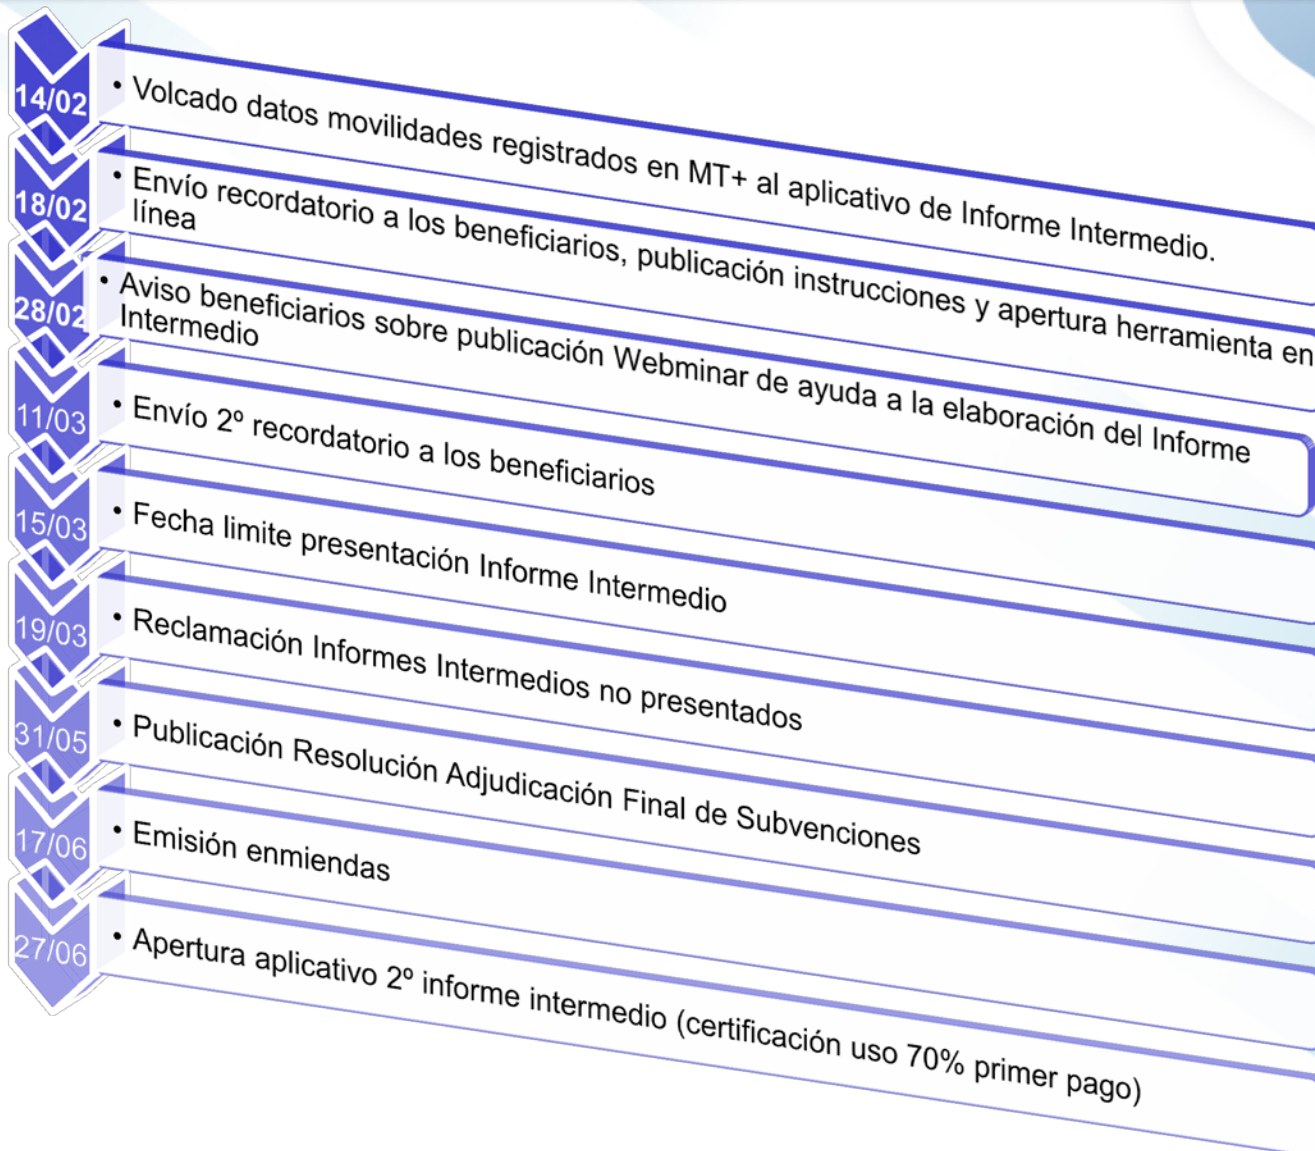 14/02
• Volcado datos movilidades registrados en MT+ al aplicativo de Informe Intermedio.
18/02
• Envío recordatorio a los beneficiarios, publicación instrucciones y apertura herramienta en
línea
28/02
• Aviso beneficiarios sobre publicación Webminar de ayuda a la elaboración del Informe
Intermedio
11/03
• Envío 2º recordatorio a los beneficiarios
15/03
• Fecha limite presentación Informe Intermedio
19/03
• Reclamación Informes Intermedios no presentados
31/05
• Publicación Resolución Adjudicación Final de Subvenciones
17/06
• Emisión enmiendas
27/06
• Apertura aplicativo 2º informe intermedio (certificación uso 70% primer pago)